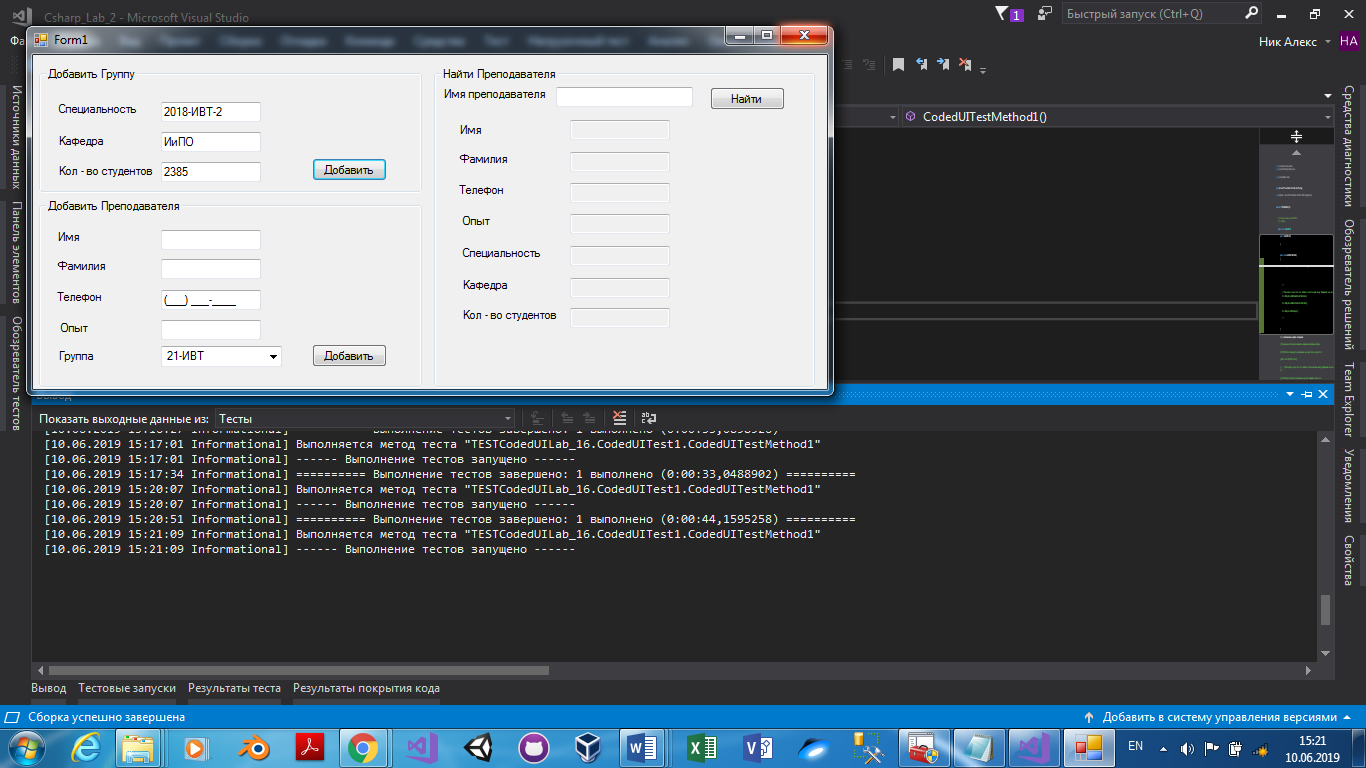 Csharp_Lab_2 - Microsoft Visual Studio
1
Быстрый запуск (Ctrl+Q)
Form1
Ник Алекс
НА
Добавить Группу
Специальность
2018-ИВТ-2
Кафедра
ИиПО
Кол - во студентов
2385
Добавить
Добавить Преподавателя
Имя
Фамилия
Телефон
(___) ___-____
Опыт
Группа
21-ИВТ
Добавить
Найти Преподавателя
Имя преподавателя
Найти
Имя
Фамилия
Телефон
Опыт
Специальность
Кафедра
Кол - во студентов
CodedUITestMethod1()
Источники данных
Панель элементов
Обозреватель тестов
Средства диагностики
Обозреватель решений
Team Explorer
Уведомления
Свойства
Показать выходные данные из:
Тесты
[10.06.2019 15:17:01 Informational] Выполняется метод теста "TESTCodedUILab_16.CodedUITest1.CodedUITestMethod1"
[10.06.2019 15:17:01 Informational] ------ Выполнение тестов запущено ------
[10.06.2019 15:17:34 Informational] ========== Выполнение тестов завершено: 1 выполнено (0:00:33,0488902) ==========
[10.06.2019 15:20:07 Informational] Выполняется метод теста "TESTCodedUILab_16.CodedUITest1.CodedUITestMethod1"
[10.06.2019 15:20:07 Informational] ------ Выполнение тестов запущено ------
[10.06.2019 15:20:51 Informational] ========== Выполнение тестов завершено: 1 выполнено (0:00:44,1595258) ==========
[10.06.2019 15:21:09 Informational] Выполняется метод теста "TESTCodedUILab_16.CodedUITest1.CodedUITestMethod1"
[10.06.2019 15:21:09 Informational] ------ Выполнение тестов запущено ------
Вывод
Тестовые запуски
Результаты теста
Результаты покрытия кода
Сборка успешно завершена
Добавить в систему управления версиями
EN
15:21
10.06.2019